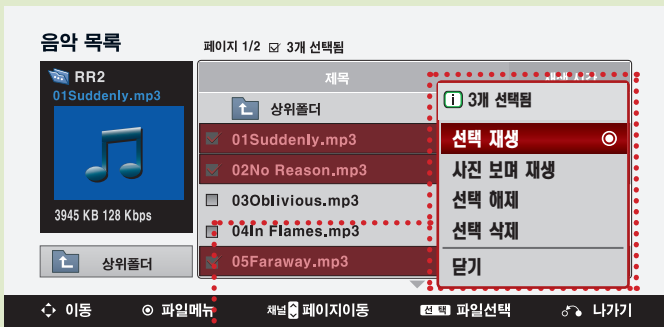 음악 목록
페이지 1/2 ☑ 3개 선택됨
RR2
01Suddenly.mp3
3945 KB 128 Kbps
상위폴더
제목
상위폴더
01Suddenly.mp3
02No Reason.mp3
03Oblivious.mp3
04In Flames.mp3
05Faraway.mp3
i 3개 선택됨
선택 재생
사진 보며 재생
선택 해제
선택 삭제
닫기
이동 파일메뉴 채널 페이지이동 선택 파일선택 나가기